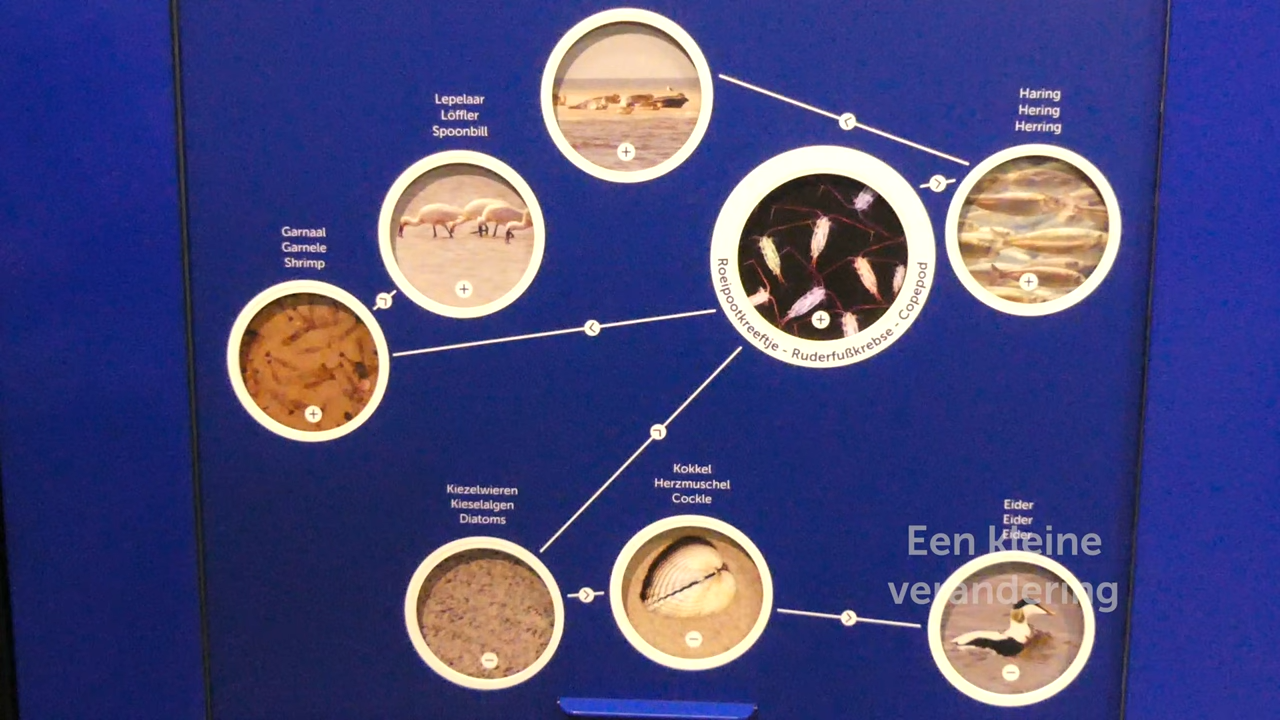 Lepelaar
Löffler
Spoonbill
Haring
Hering
Herring
Garnaal
Garnele
Shrimp
Roeipootkreeftje - Ruderfußkrebse - Copepod
Kiezelwieren
Kieselalgen
Diatoms
Kokkel
Herzmuschel
Cockle
Eider
Eider
Eider
Een kleine
verandering